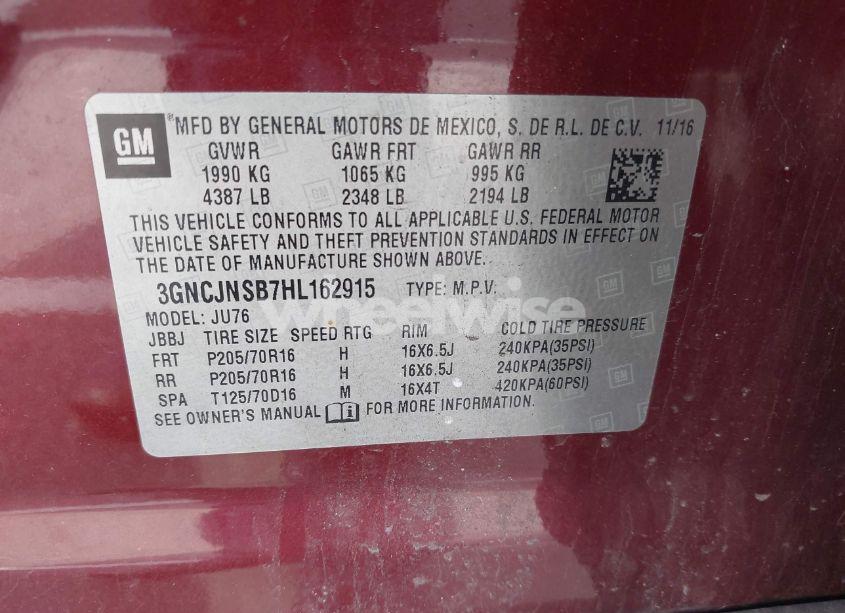 GM ® MFD BY GENERAL MOTORS DE MEXICO, S. DE R.L. DE C.V. 11/16
GVWR GAWR FRT GAWR RR
1990 KG 1065 KG 995 KG
4387 LB 2348 LB 2194 LB
THIS VEHICLE CONFORMS TO ALL APPLICABLE U.S. FEDERAL MOTOR
VEHICLE SAFETY AND THEFT PREVENTION STANDARDS IN EFFECT ON
THE DATE OF MANUFACTURE SHOWN ABOVE.
3GNCJNSB7HL162915 TYPE: M.P.V.
wheelwise
MODEL: JU76
JBBJ TIRE SIZE SPEED RTG RIM COLD TIRE PRESSURE
FRT P205/70R16 H 16X6.5J 240KPA(35PSI)
RR P205/70R16 H 16X6.5J 240KPA(35PSI)
SPA T125/70D16 M 16X4T 420KPA(60PSI)
SEE OWNER'S MANUAL FOR MORE INFORMATION.